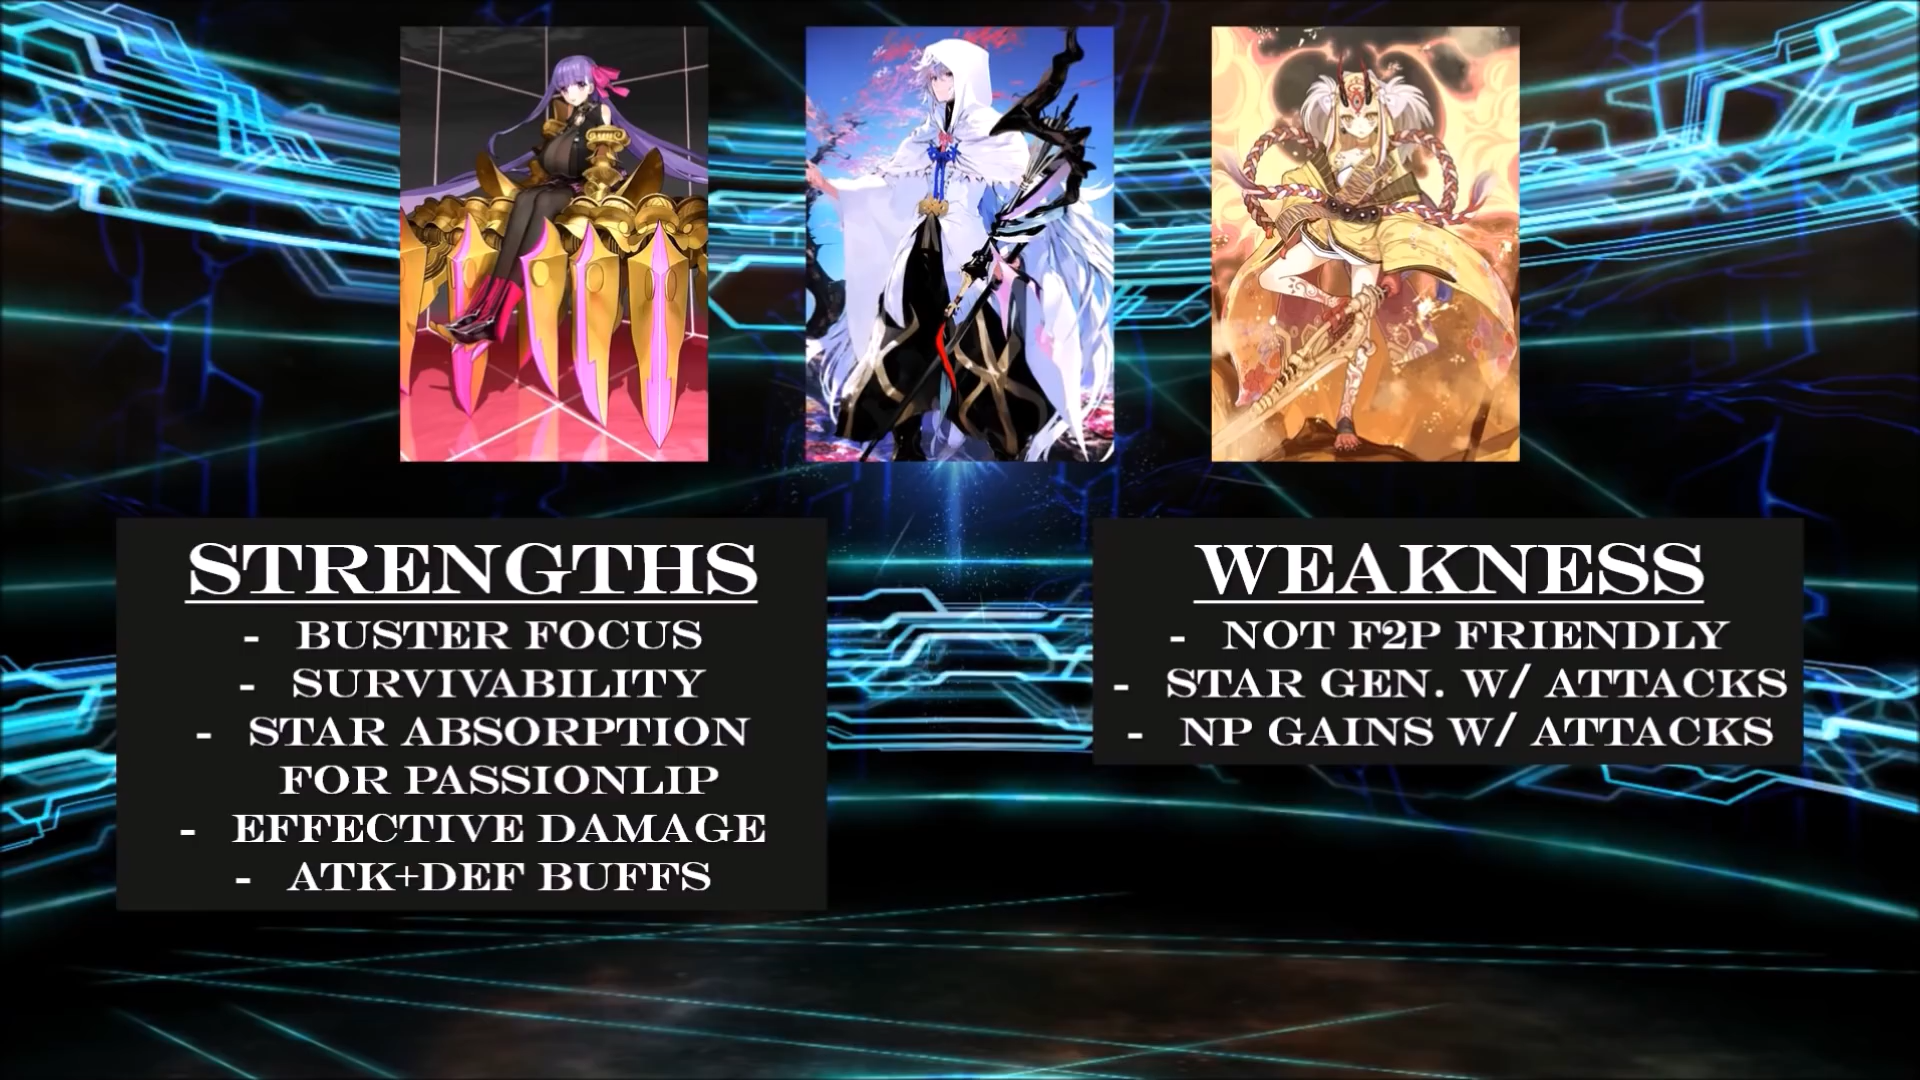 STRENGTHS
- BUSTER FOCUS
- SURVIVABILITY
- STAR ABSORPTION
FOR PASSIONLIP
- EFFECTIVE DAMAGE
- ATK+DEF BUFFS
WEAKNESS
- NOT F2P FRIENDLY
- STAR GEN. W/ ATTACKS
- NP GAINS W/ ATTACKS